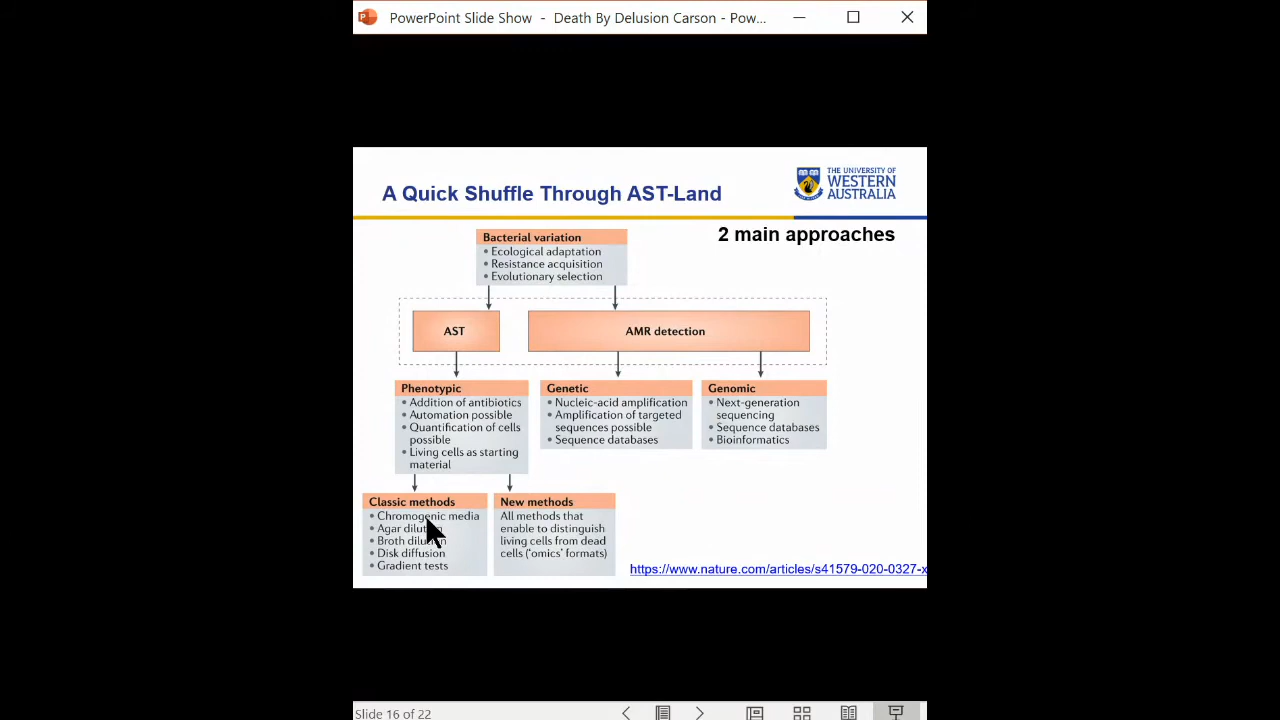 PowerPoint Slide Show - Death By Delusion Carson - Pow...
A Quick Shuffle Through AST-Land
THE UNIVERSITY OF
WESTERN
AUSTRALIA
2 main approaches
Bacterial variation
• Ecological adaptation
• Resistance acquisition
• Evolutionary selection
AST
AMR detection
Phenotypic
• Addition of antibiotics
• Automation possible
• Quantification of cells
possible
• Living cells as starting
material
Genetic
• Nucleic-acid amplification
• Amplification of targeted
sequences possible
• Sequence databases
Genomic
• Next-generation
sequencing
• Sequence databases
• Bioinformatics
Classic methods
• Chromogenic media
• Agar dilution
• Broth dilution
• Disk diffusion
• Gradient tests
New methods
All methods that
enable to distinguish
living cells from dead
cells ('omics' formats)
https://www.nature.com/articles/s41579-020-0327-x
Slide 16 of 22